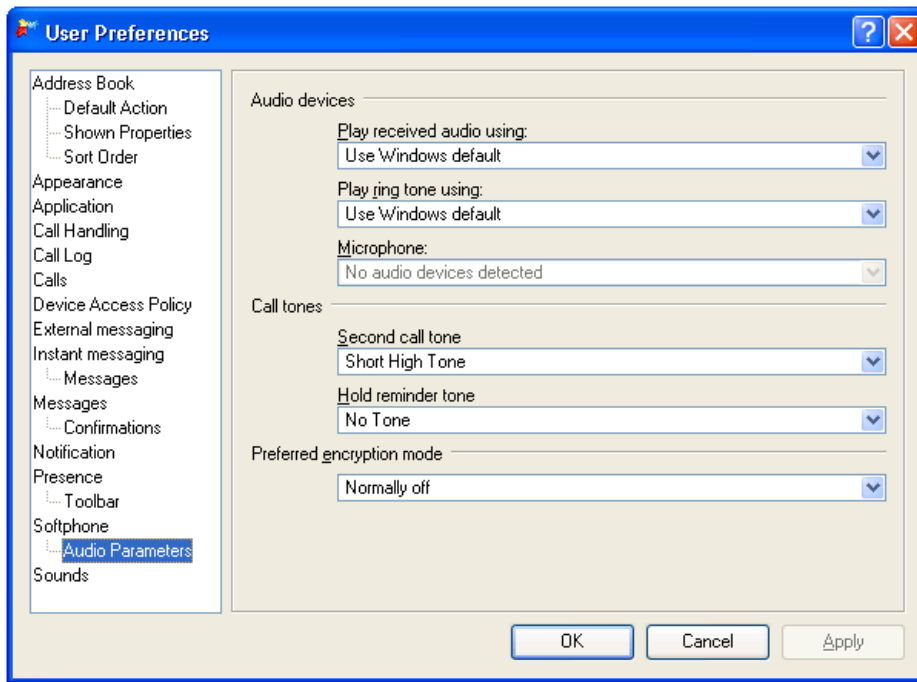 User Preferences
Address Book
Default Action
Shown Properties
Sort Order
Appearance
Application
Call Handling
Call Log
Calls
Device Access Policy
External messaging
Instant messaging
Messages
Messages
Confirmations
Notification
Presence
Toolbar
Softphone
Audio Parameters
Sounds
Audio devices
Play received audio using:
Use Windows default
Play ring tone using:
Use Windows default
Microphone:
No audio devices detected
Call tones
Second call tone
Short High Tone
Hold reminder tone
No Tone
Preferred encryption mode
Normally off
OK
Cancel
Apply